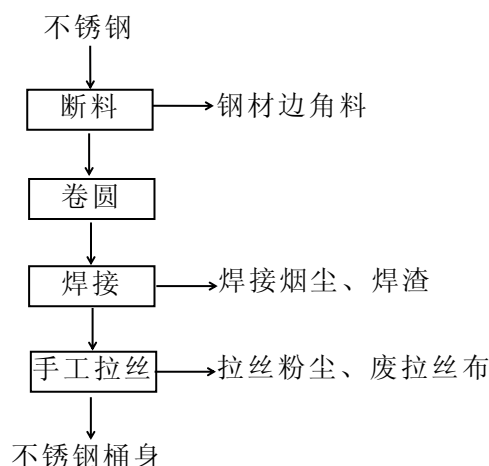 不锈钢
断料
钢材边角料
卷圆
焊接
焊接烟尘、焊渣
手工拉丝
拉丝粉尘、废拉丝布
不锈钢桶身